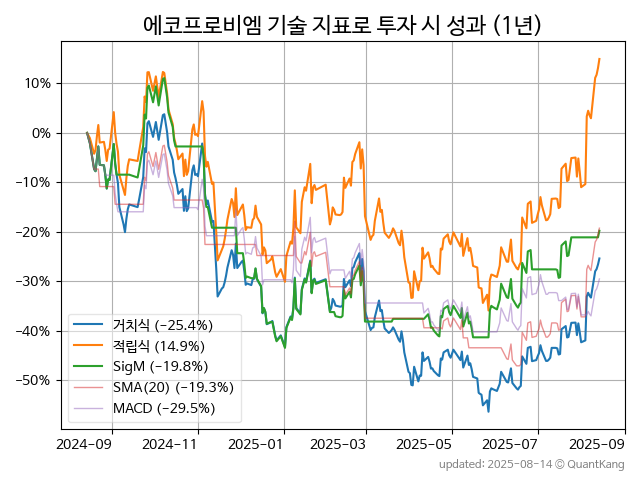 에코프로비엠 기술 지표로 투자 시 성과 (1년)
10%
0%
−10%
−20%
−30%
−40%
−50%
거치식 (−25.4%)
적립식 (14.9%)
SigM (−19.8%)
SMA(20) (−19.3%)
MACD (−29.5%)
2024-09 2024-11 2025-01 2025-03 2025-05 2025-07 2025-09
updated: 2025-08-14 © QuantKang